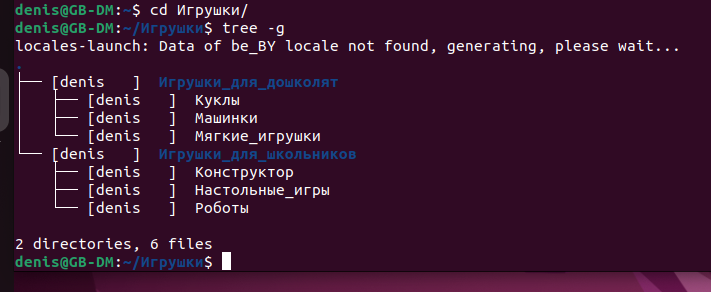 denis@GB-DM:~$ cd Игрушки/
denis@GB-DM:~/Игрушки$ tree -g
locales-launch: Data of be_BY locale not found, generating, please wait...
.
├── [denis   ]  Игрушки_для_дошколят
│   ├── [denis   ]  Куклы
│   ├── [denis   ]  Машинки
│   └── [denis   ]  Мягкие_игрушки
└── [denis   ]  Игрушки_для_школьников
    ├── [denis   ]  Конструктор
    ├── [denis   ]  Настольные_игры
    └── [denis   ]  Роботы
2 directories, 6 files
denis@GB-DM:~/Игрушки$